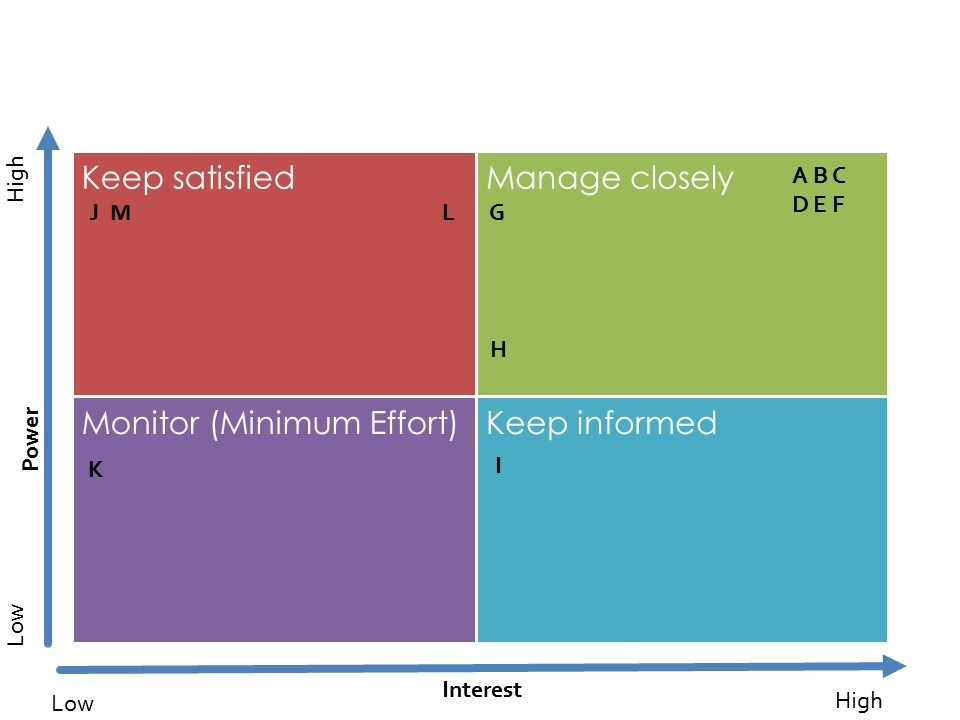 High
Keep satisfied
J M L
Manage closely
A B C
D E F
G
H
Power
Monitor (Minimum Effort)
K
Keep informed
I
Low
Interest
Low
High